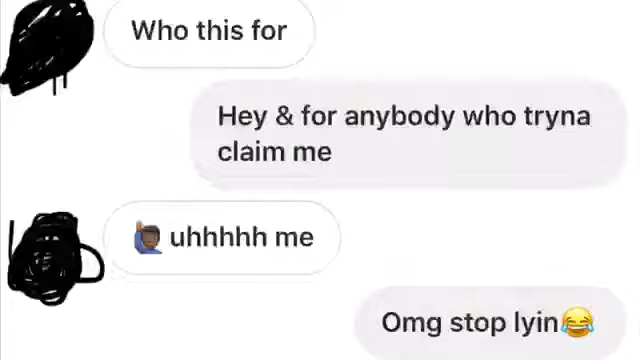 Who this for
Hey & for anybody who tryna
claim me
🙋🏾‍♂️ uhhhhh me
Omg stop lyin😂